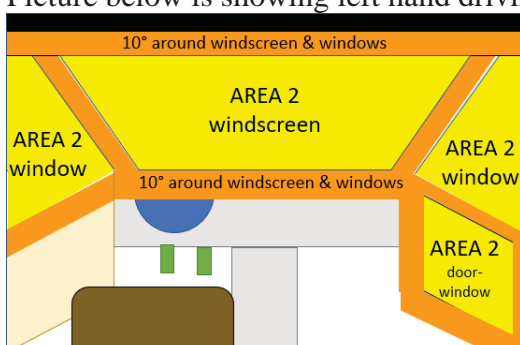 Picture below is showing left hand drivi
10° around windscreen & windows
AREA 2
windscreen
AREA 2
window
AREA 2
window
10° around windscreen & windows
AREA 2
door-
window